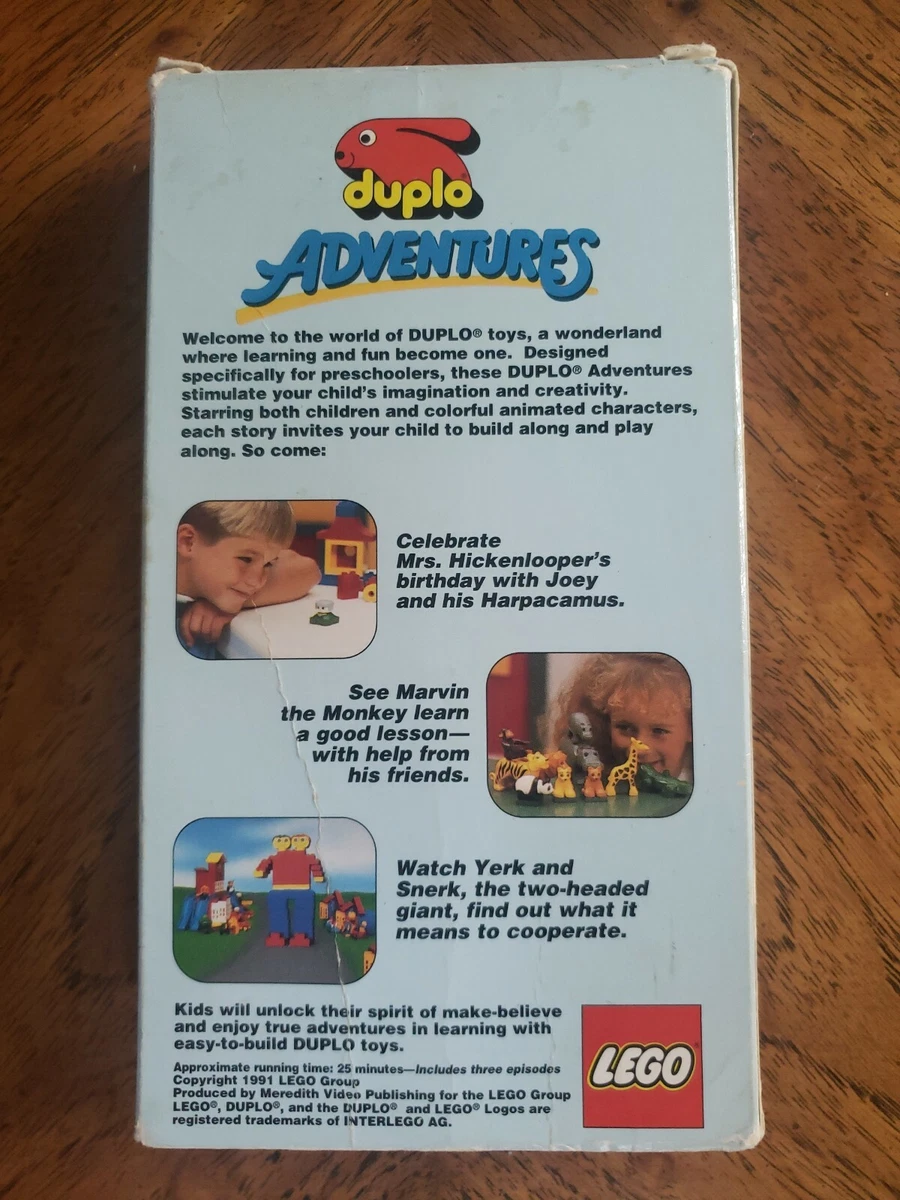 duplo
ADVENTURES
Welcome to the world of DUPLO® toys, a wonderland
where learning and fun become one. Designed
specifically for preschoolers, these DUPLO® Adventures
stimulate your child's imagination and creativity.
Starring both children and colorful animated characters,
each story invites your child to build along and play
along. So come:
Celebrate
Mrs. Hickenlooper's
birthday with Joey
and his Harpacamus.
See Marvin
the Monkey learn
a good lesson—
with help from
his friends.
Watch Yerk and
Snerk, the two-headed
giant, find out what it
means to cooperate.
Kids will unlock their spirit of make-believe
and enjoy true adventures in learning with
easy-to-build DUPLO toys.
Approximate running time: 25 minutes—Includes three episodes
Copyright 1991 LEGO Group
Produced by Meredith Video Publishing for the LEGO Group
LEGO®, DUPLO®, and the DUPLO® and LEGO® Logos are
registered trademarks of INTERLEGO AG.
LEGO®